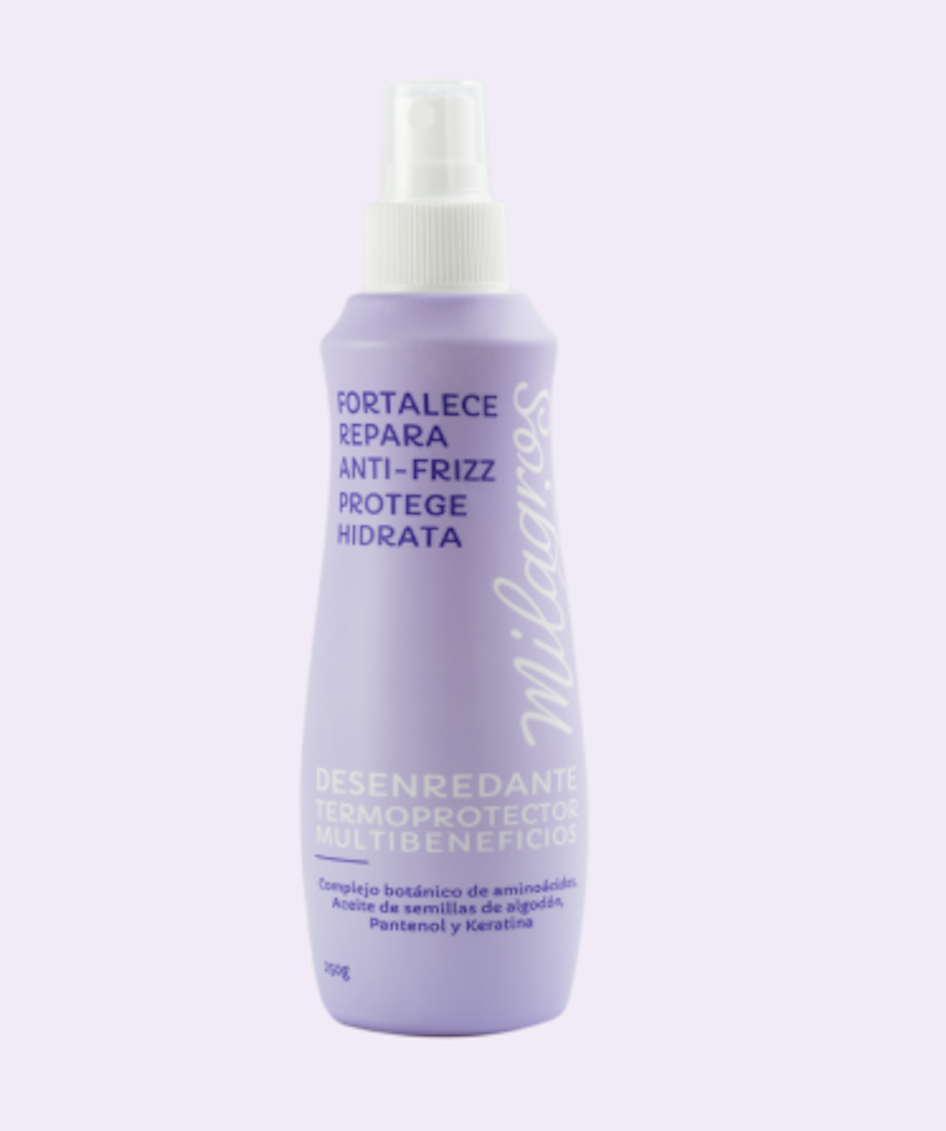 FORTALECE
REPARA
ANTI-FRIZZ
PROTEGE
HIDRATA
Milagros
DESENREDANTE
TERMOPROTECTOR
MULTIBENEFICIOS
Complejo botánico de aminoácidos,
Aceite de semillas de algodón,
Pantenol y Keratina
250g